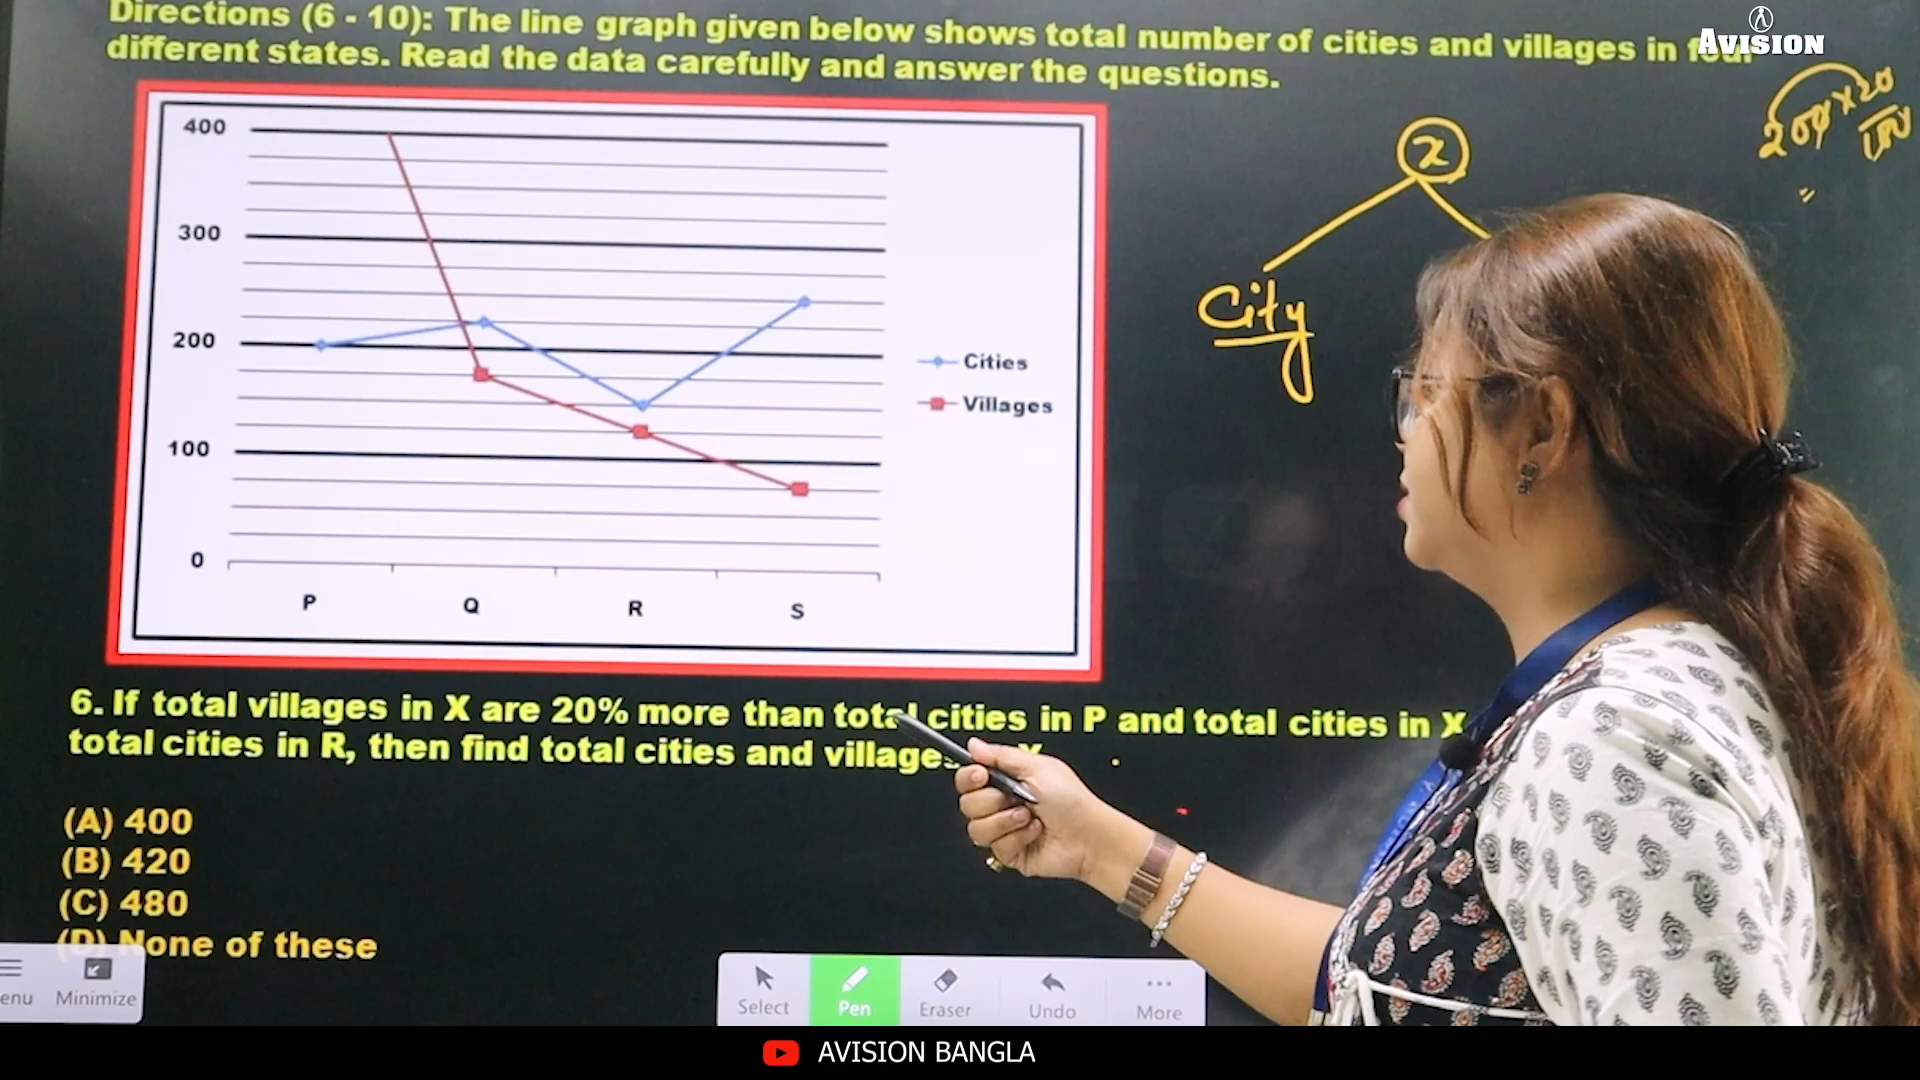 Directions (6 - 10): The line graph given below shows total number of cities and villages in four
AVISION
different states. Read the data carefully and answer the questions.
400
300
200
100
0
P Q R S
Cities
Villages
x
City
200 x 20
100
=
6. If total villages in X are 20% more than total cities in P and total cities in X
total cities in R, then find total cities and villages
(A) 400
(B) 420
(C) 480
(D) None of these
Minimize
Select
Pen
Eraser
Undo
More
AVISION BANGLA